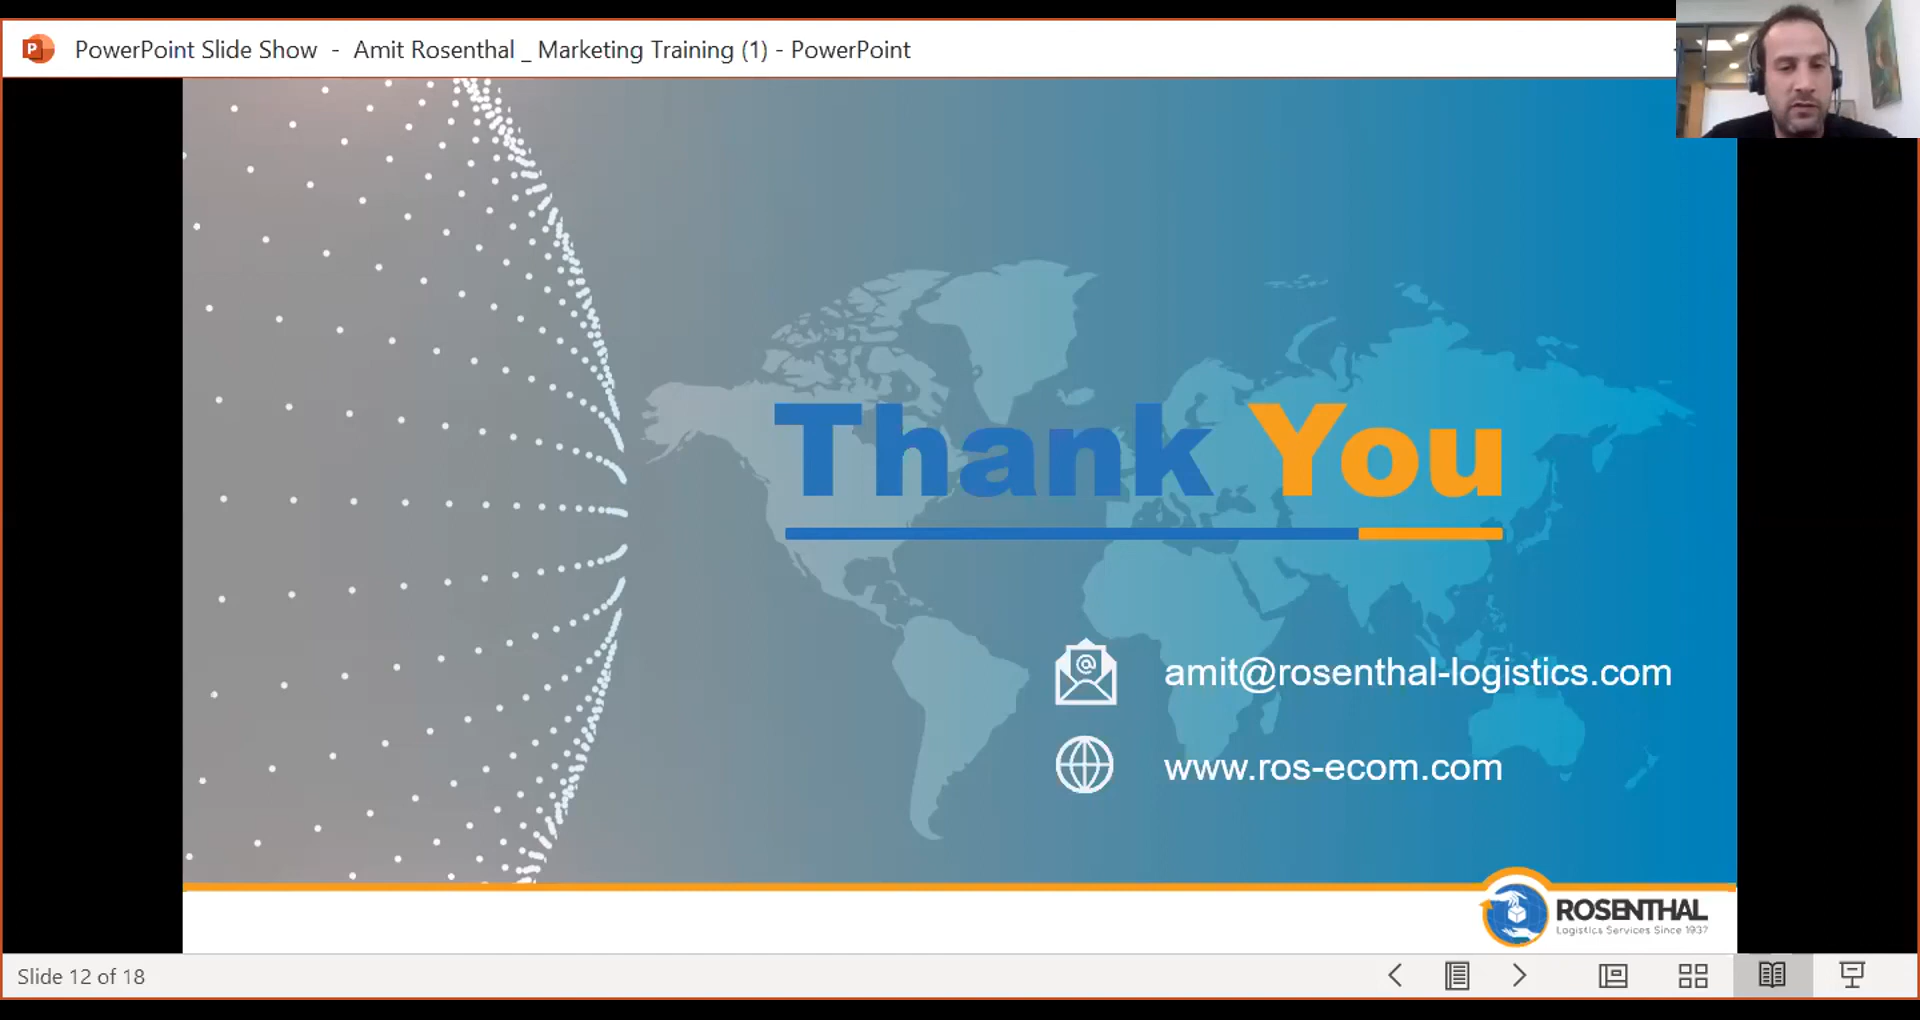 PowerPoint Slide Show - Amit Rosenthal _ Marketing Training (1) - PowerPoint
Thank You
amit@rosenthal-logistics.com
www.ros-ecom.com
ROSENTHAL
Logistics Services Since 1937
Slide 12 of 18